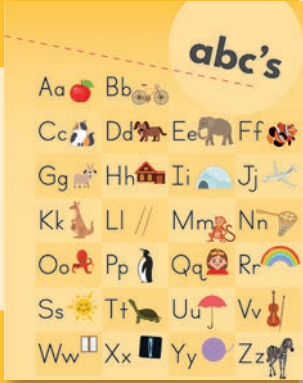 abc's
Aa Bb
Cc Dd Ee Ff
Gg Hh Ii Jj
Kk Ll Mm Nn
Oo Pp Qq Rr
Ss Tt Uu Vv
Ww Xx Yy Zz